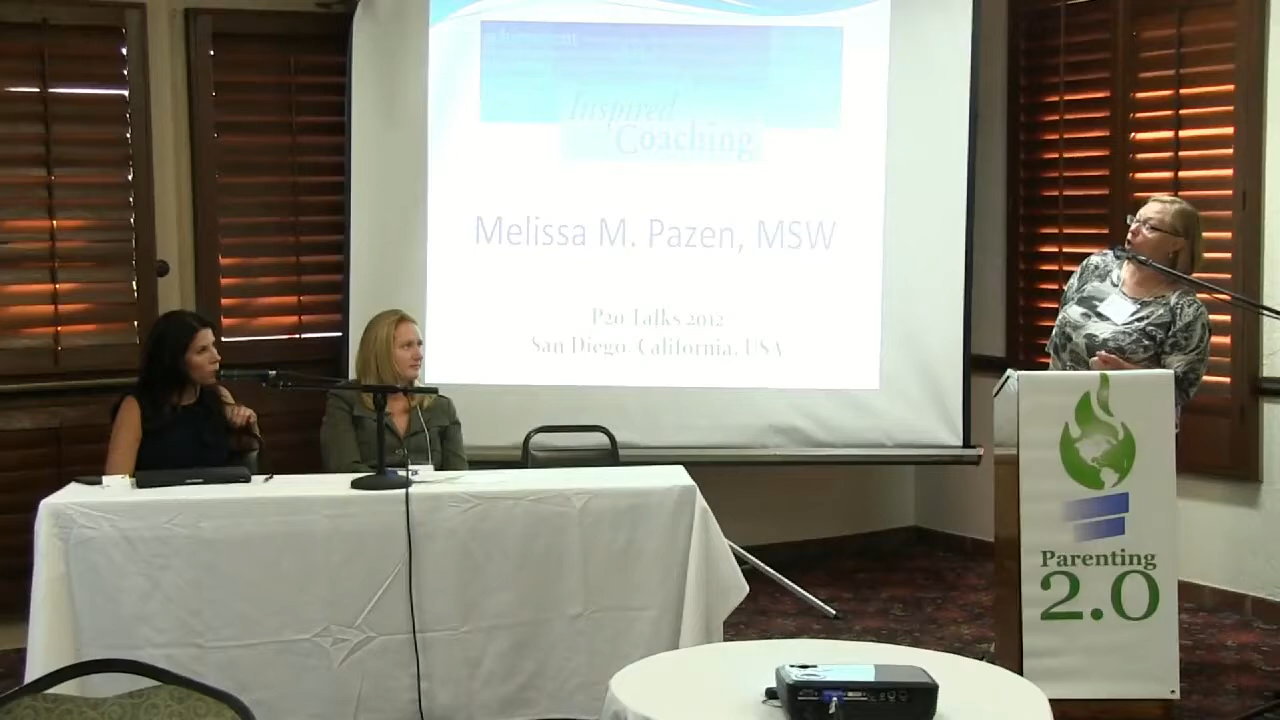 Inspired
Coaching
Melissa M. Pazen, MSW
P20 Talks 2012
San Diego, California, USA
Parenting
2.0